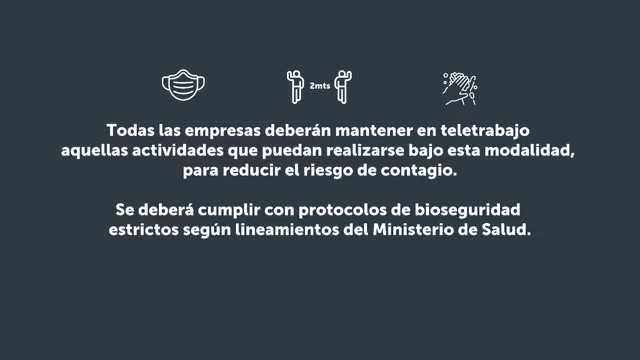 2mts
Todas las empresas deberán mantener en teletrabajo
aquellas actividades que puedan realizarse bajo esta modalidad,
para reducir el riesgo de contagio.
Se deberá cumplir con protocolos de bioseguridad
estrictos según lineamientos del Ministerio de Salud.